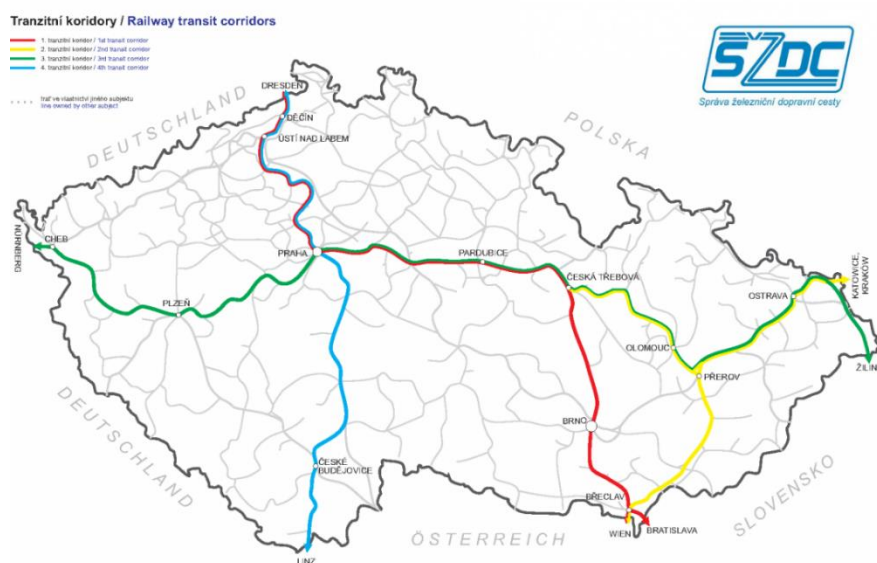 Tranzitní koridory / Railway transit corridors
1. tranzitní koridor / 1st transit corridor
2. tranzitní koridor / 2nd transit corridor
3. tranzitní koridor / 3rd transit corridor
4. tranzitní koridor / 4th transit corridor
trať ve vlastnictví jiného subjektu
line owned by other subject
SŽDC
Správa železniční dopravní cesty
DRESDEN
DĚČÍN
ÚSTÍ NAD LABEM
DEUTSCHLAND
POLSKA
NÜRNBERG
CHEB
PRAHA
PARDUBICE
ČESKÁ TŘEBOVÁ
KATOWICE,
KRAKÓW
OSTRAVA
PLZEŇ
OLOMOUC
PŘEROV
ŽILIN
DEUTSCHLAND
BRNO
ČESKÉ
BUDĚJOVICE
BŘECLAV
SLOVENSKO
WIEN
BRATISLAVA
ÖSTERREICH
LINZ